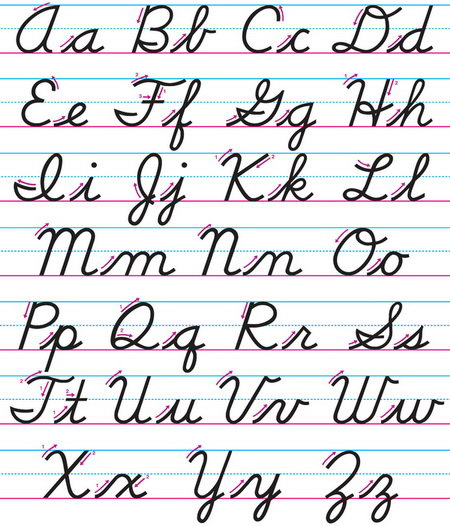 Aa Bb Cc Dd
Ee Ff Gg Hh
Ii Jj Kk Ll
Mm Nn Oo
Pp Qq Rr Ss
Tt Uu Vv Ww
Xx Yy Zz